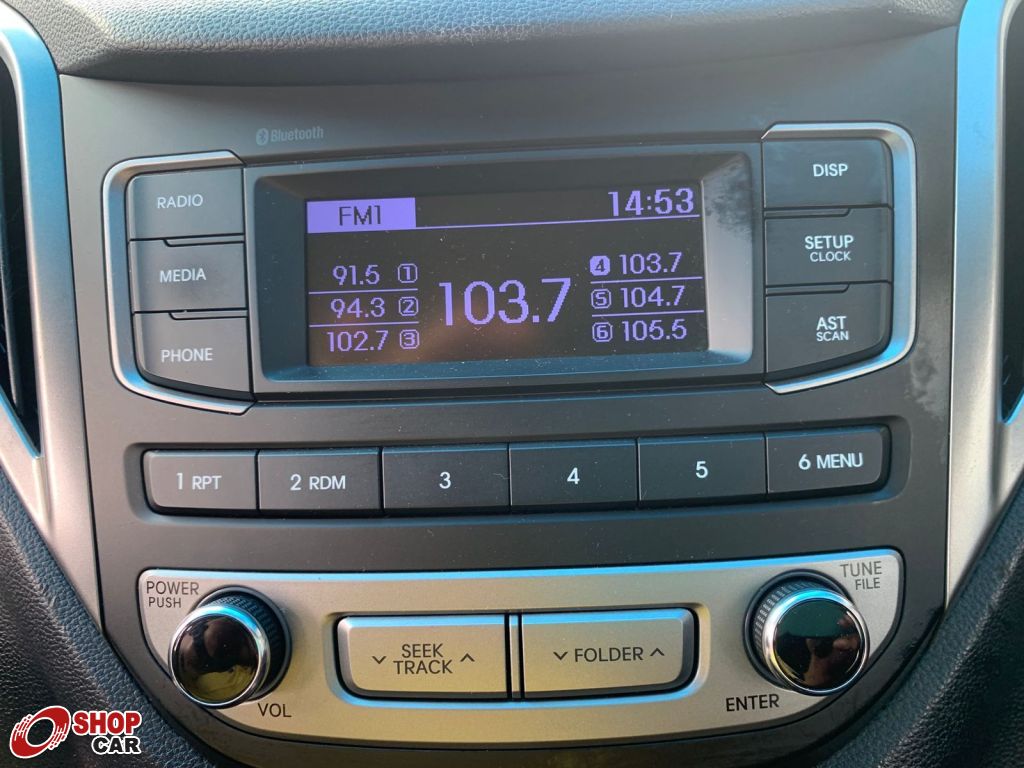 Bluetooth
RADIO
MEDIA
PHONE
FM1
14:53
91.5 1
94.3 2
102.7 3
103.7
4 103.7
5 104.7
6 105.5
DISP
SETUP
CLOCK
AST
SCAN
1 RPT
2 RDM
3
4
5
6 MENU
POWER
PUSH
VOL
SEEK
TRACK
FOLDER
TUNE
FILE
ENTER
SHOP
CAR